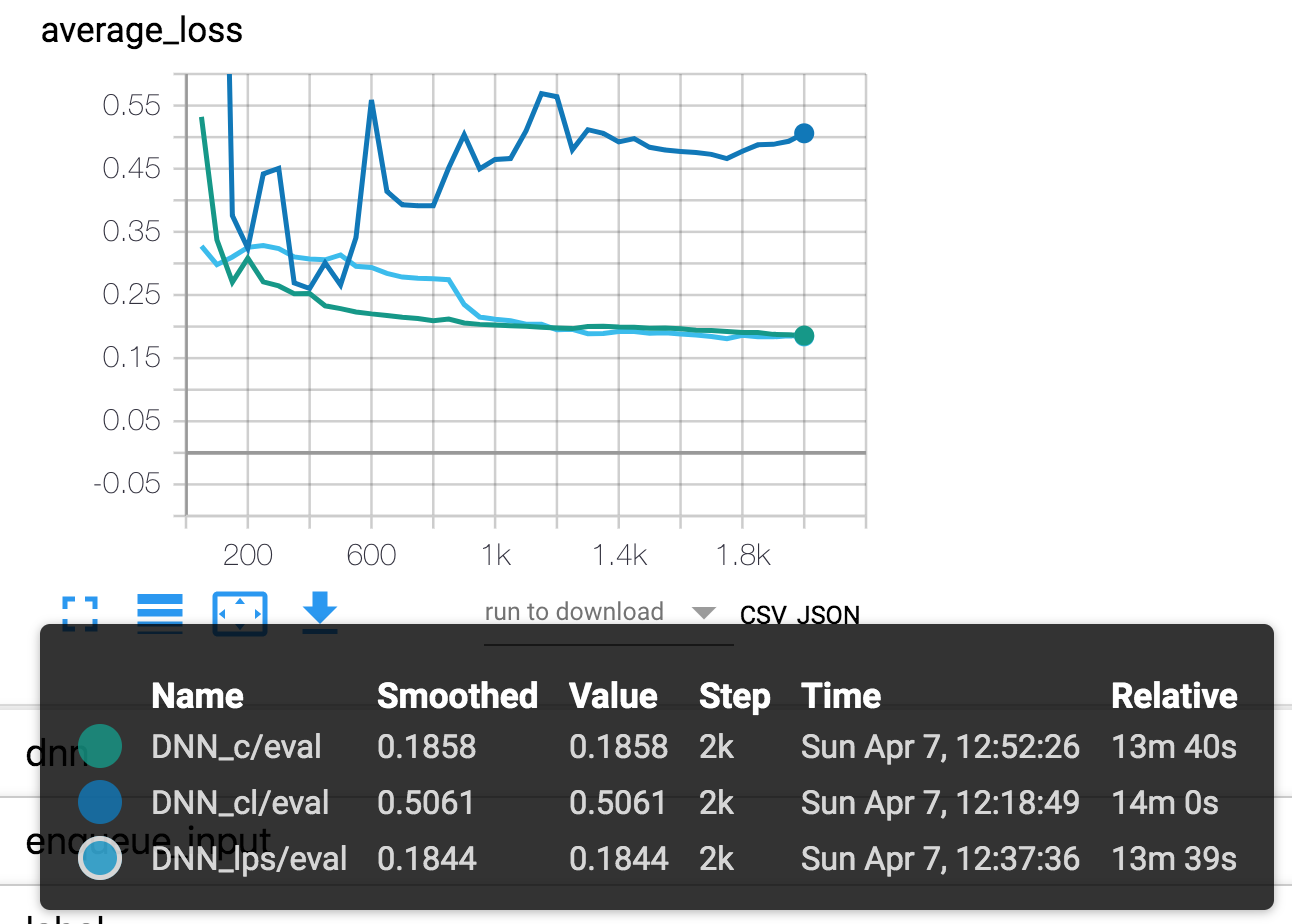 average_loss
0.55
0.45
0.35
0.25
0.15
0.05
-0.05
200 600 1k 1.4k 1.8k
run to download CSV JSON
Name Smoothed Value Step Time Relative
dnn
DNN_c/eval 0.1858 0.1858 2k Sun Apr 7, 12:52:26 13m 40s
DNN_cl/eval 0.5061 0.5061 2k Sun Apr 7, 12:18:49 14m 0s
enqueue_input
DNN_lps/eval 0.1844 0.1844 2k Sun Apr 7, 12:37:36 13m 39s